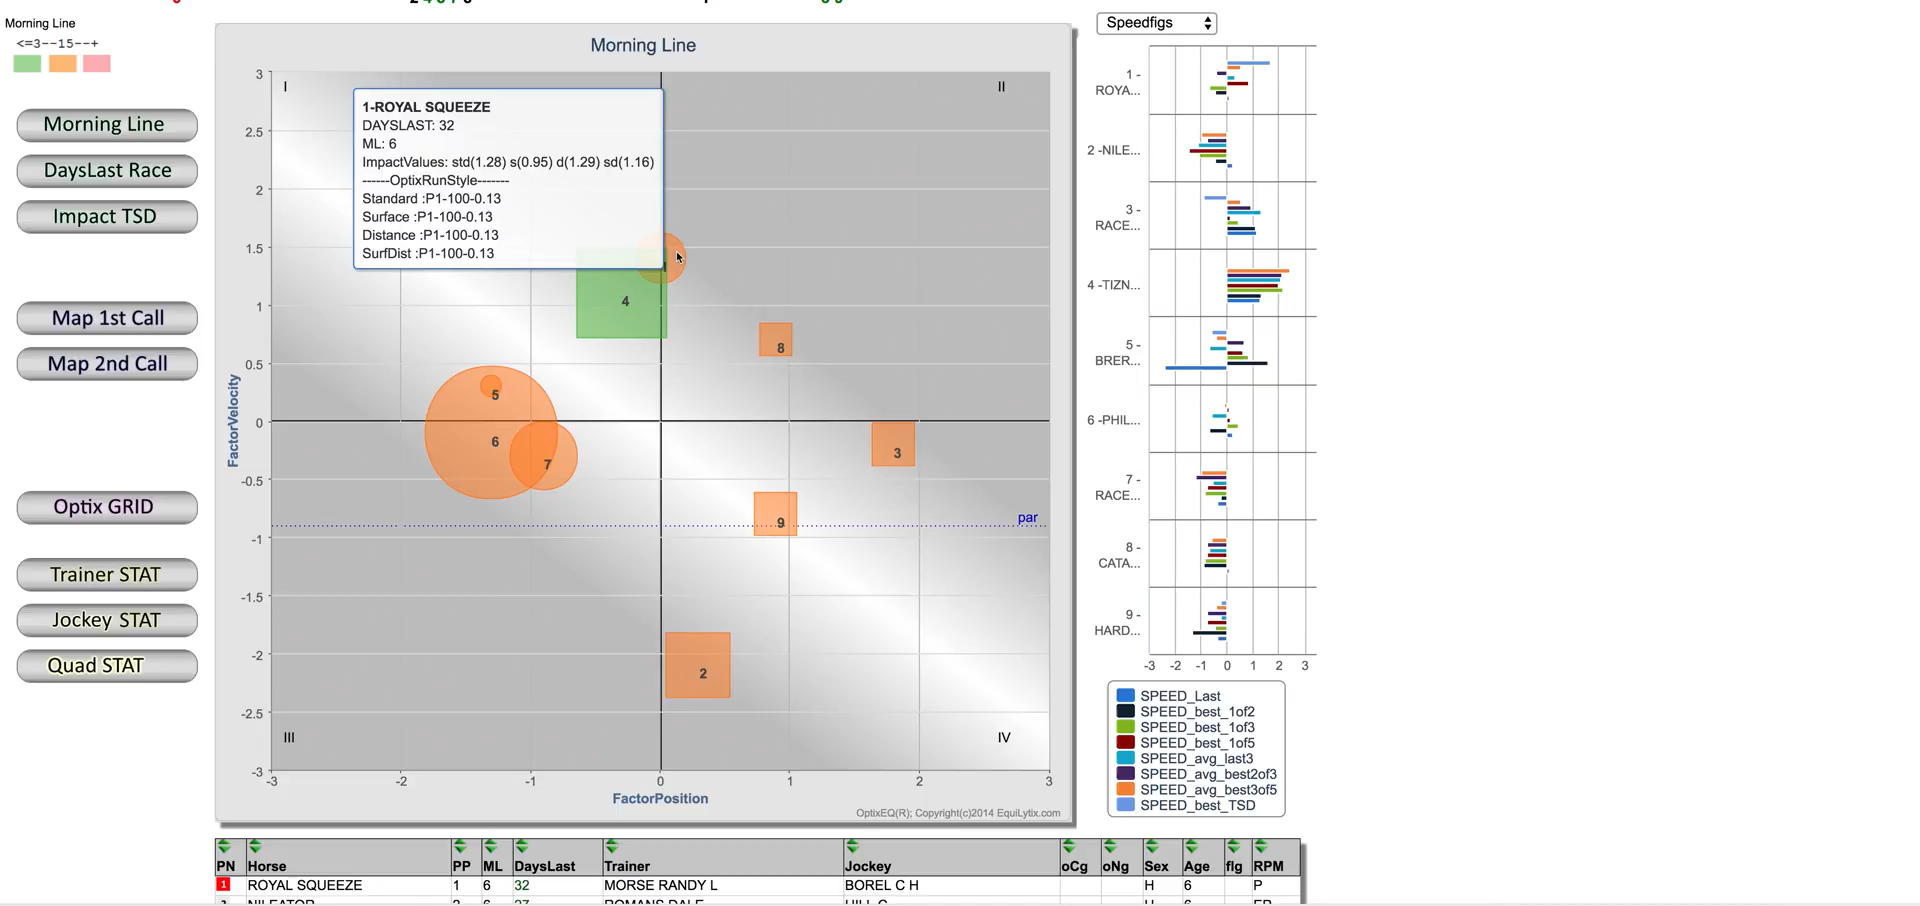 Morning Line
<=3--15--+
Morning Line
DaysLast Race
Impact TSD
Map 1st Call
Map 2nd Call
Optix GRID
Trainer STAT
Jockey STAT
Quad STAT
Morning Line
I
II
III
IV
1-ROYAL SQUEEZE
DAYSLAST: 32
ML: 6
ImpactValues: std(1.28) s(0.95) d(1.29) sd(1.16)
------OptixRunStyle-------
Standard :P1-100-0.13
Surface :P1-100-0.13
Distance :P1-100-0.13
SurfDist :P1-100-0.13
3
2.5
2
1.5
1
0.5
0
-0.5
-1
-1.5
-2
-2.5
-3
FactorVelocity
4
8
5
6
7
3
9
2
par
-3 -2 -1 0 1 2 3
FactorPosition
OptixEQ(R); Copyright(c)2014 EquiLytix.com
Speedfigs
1 -
ROYA...
2 -NILE...
3 -
RACE...
4 -TIZN...
5 -
BRER...
6 -PHIL...
7 -
RACE...
8 -
CATA...
9 -
HARD...
-3 -2 -1 0 1 2 3
SPEED_Last
SPEED_best_1of2
SPEED_best_1of3
SPEED_best_1of5
SPEED_avg_last3
SPEED_avg_best2of3
SPEED_avg_best3of5
SPEED_best_TSD
PN Horse PP ML DaysLast Trainer Jockey oCg oNg Sex Age flg RPM
1 ROYAL SQUEEZE 1 6 32 MORSE RANDY L BOREL C H H 6 P